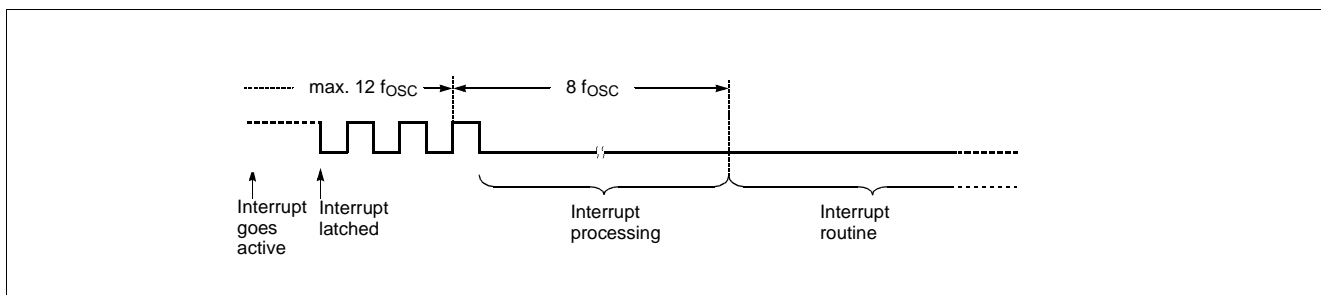 max. 12 fOSC
8 fOSC
Interrupt
goes
active
Interrupt
latched
Interrupt
processing
Interrupt
routine